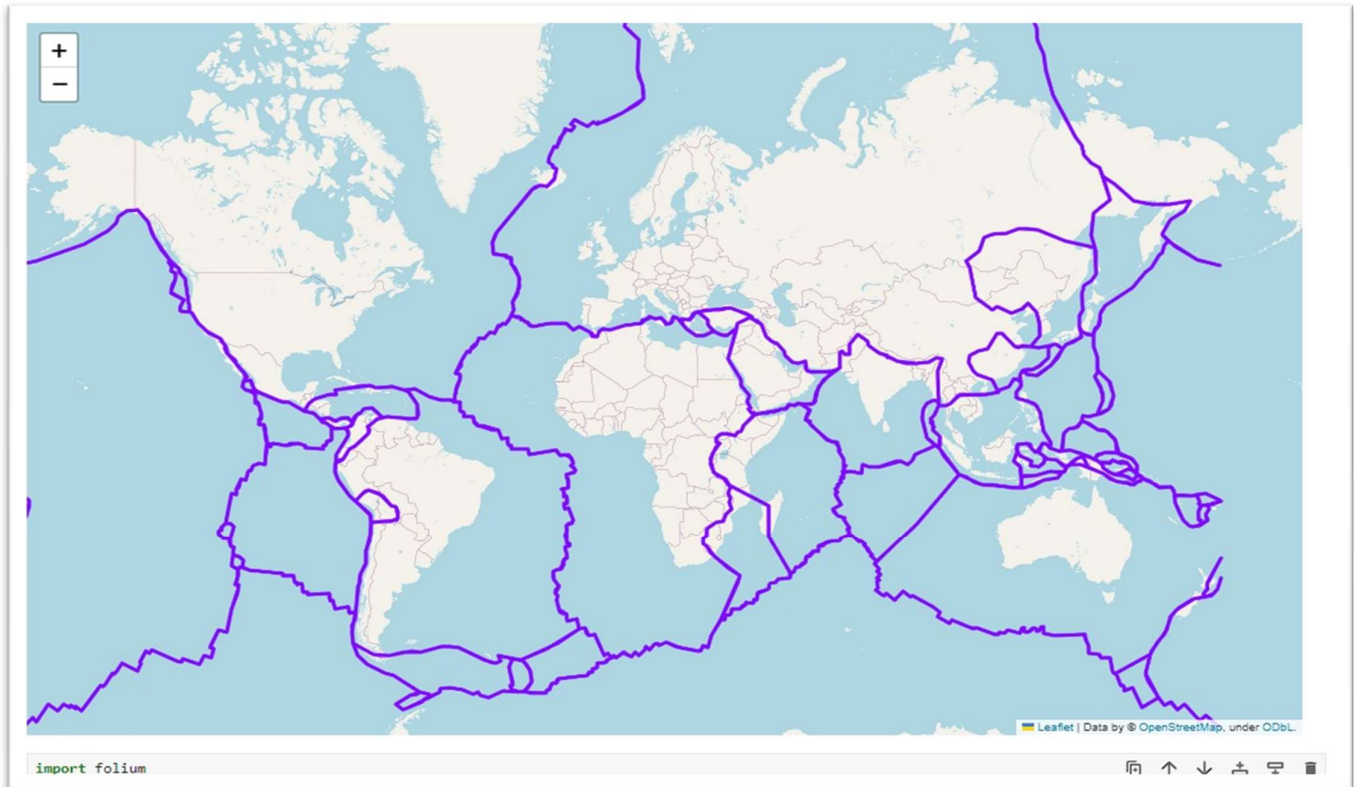 +
−
Leaflet | Data by © OpenStreetMap, under ODbL.
import folium